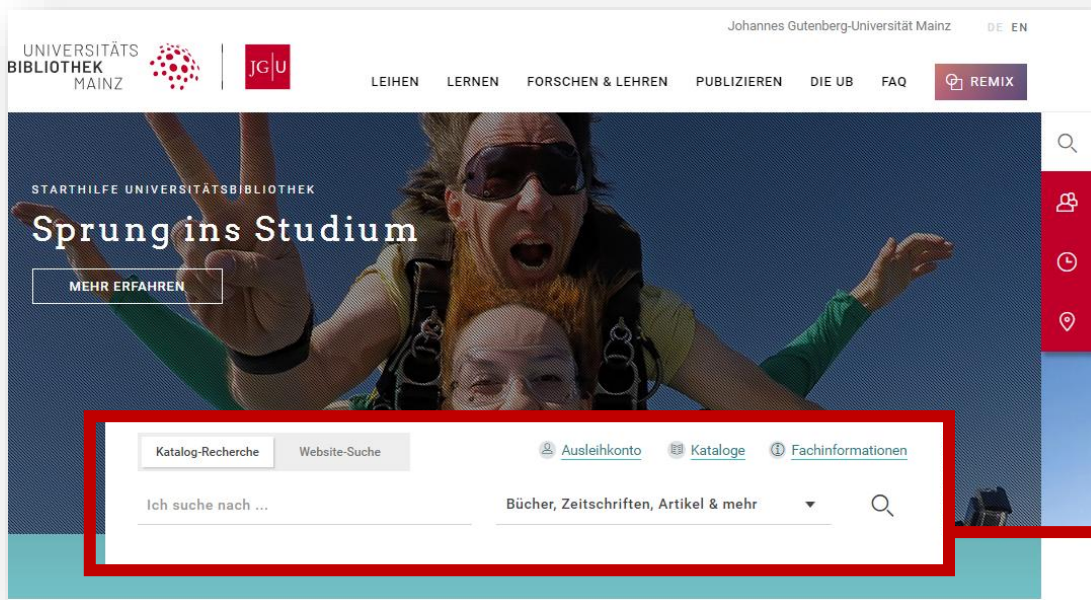 Johannes Gutenberg-Universität Mainz DE EN
UNIVERSITÄTS
BIBLIOTHEK
MAINZ
JG|U
LEIHEN LERNEN FORSCHEN & LEHREN PUBLIZIEREN DIE UB FAQ REMIX
STARTHILFE UNIVERSITÄTSBIBLIOTHEK
Sprung ins Studium
MEHR ERFAHREN
Katalog-Recherche Website-Suche Ausleihkonto Kataloge Fachinformationen
Ich suche nach ... Bücher, Zeitschriften, Artikel & mehr